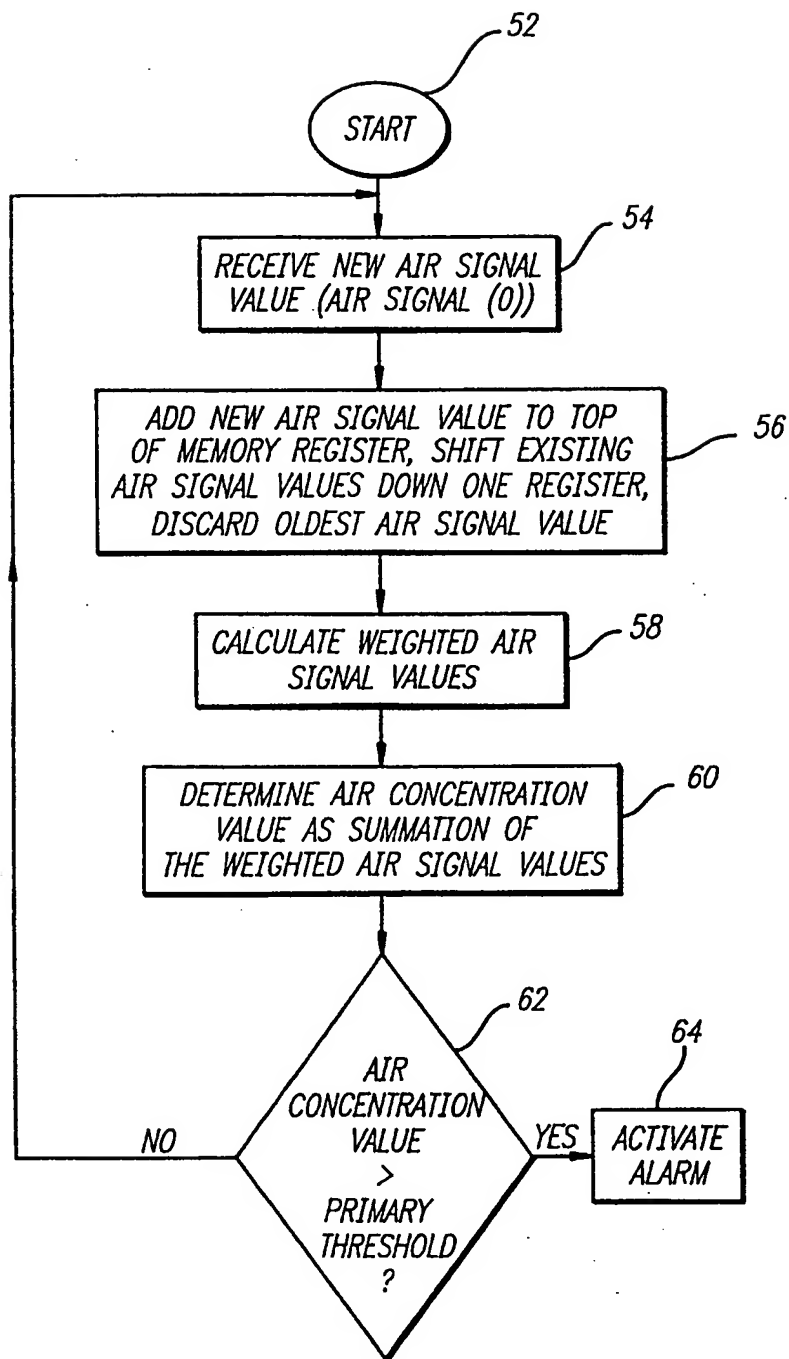 52
START
54
RECEIVE NEW AIR SIGNAL
VALUE (AIR SIGNAL (0))
56
ADD NEW AIR SIGNAL VALUE TO TOP
OF MEMORY REGISTER, SHIFT EXISTING
AIR SIGNAL VALUES DOWN ONE REGISTER,
DISCARD OLDEST AIR SIGNAL VALUE
58
CALCULATE WEIGHTED AIR
SIGNAL VALUES
60
DETERMINE AIR CONCENTRATION
VALUE AS SUMMATION OF
THE WEIGHTED AIR SIGNAL VALUES
62
AIR
CONCENTRATION
VALUE
>
PRIMARY
THRESHOLD
?
NO
YES
64
ACTIVATE
ALARM